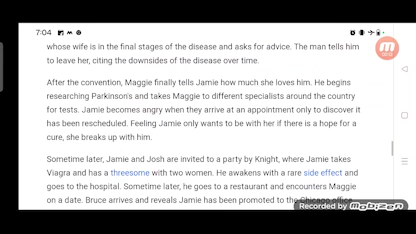 7:04
whose wife is in the final stages of the disease and asks for advice. The man tells him
to leave her, citing the downsides of the disease over time.
After the convention, Maggie finally tells Jamie how much she loves him. He begins
researching Parkinson's and takes Maggie to different specialists around the country
for tests. Jamie becomes angry when they arrive at an appointment only to discover it
has been rescheduled. Feeling Jamie only wants to be with her if there is a hope for a
cure, she breaks up with him.
Sometime later, Jamie and Josh are invited to a party by Knight, where Jamie takes
Viagra and has a threesome with two women. He awakens with a rare side effect and
goes to the hospital. Sometime later, he goes to a restaurant and encounters Maggie
on a date. Bruce arrives and reveals Jamie has been promoted to the Chicago office
Recorded by mobizen